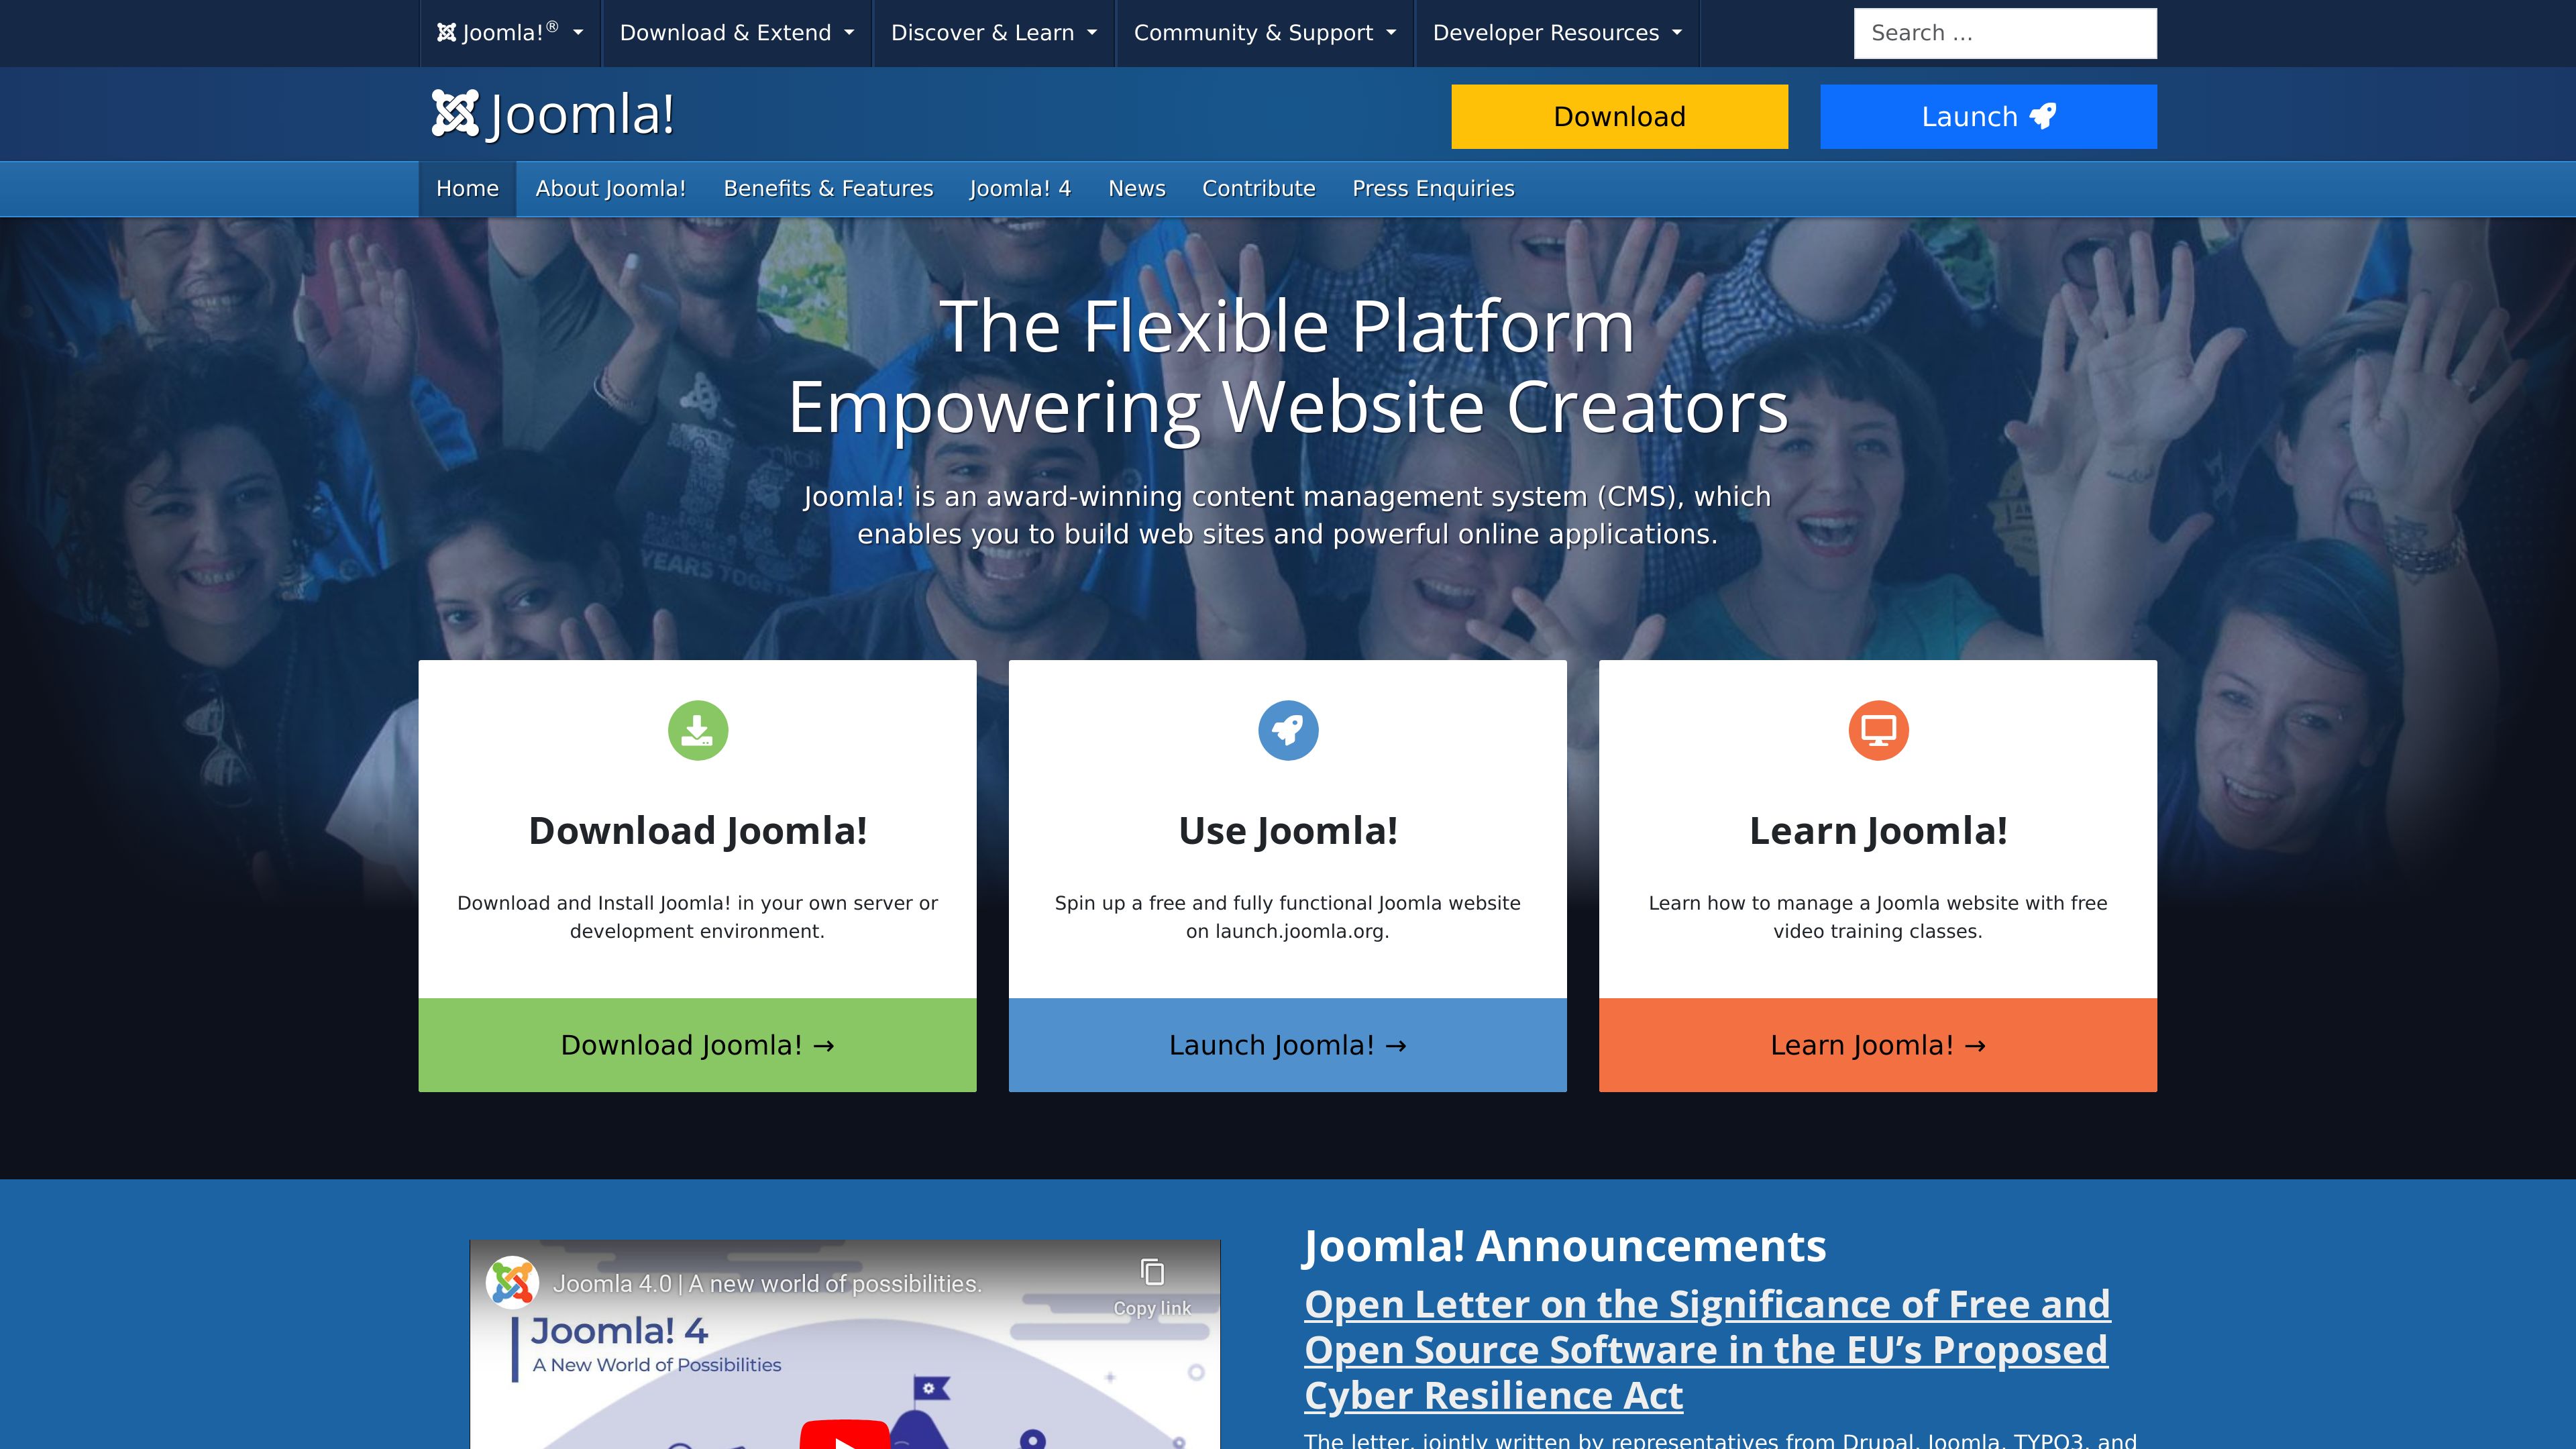 Joomla!®
Download & Extend
Discover & Learn
Community & Support
Developer Resources
Search ...
Joomla!
Download
Launch
Home
About Joomla!
Benefits & Features
Joomla! 4
News
Contribute
Press Enquiries
The Flexible Platform
Empowering Website Creators
Joomla! is an award-winning content management system (CMS), which
enables you to build web sites and powerful online applications.
Download Joomla!
Download and Install Joomla! in your own server or
development environment.
Download Joomla! →
Use Joomla!
Spin up a free and fully functional Joomla website
on launch.joomla.org.
Launch Joomla! →
Learn Joomla!
Learn how to manage a Joomla website with free
video training classes.
Learn Joomla! →
Joomla 4.0 | A new world of possibilities.
Copy link
Joomla! 4
A New World of Possibilities
Joomla! Announcements
Open Letter on the Significance of Free and
Open Source Software in the EU’s Proposed
Cyber Resilience Act
The letter, jointly written by representatives from Drupal, Joomla, TYPO3, and